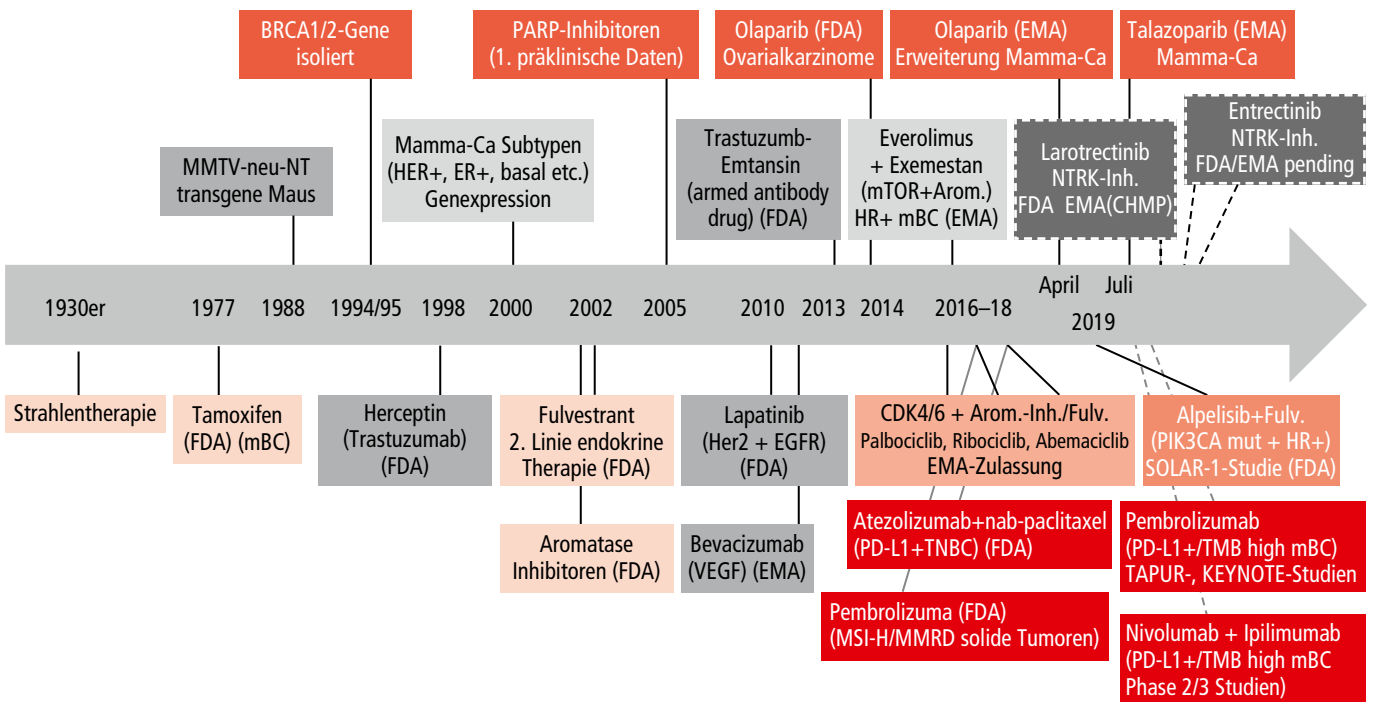 BRCA1/2-Gene
isoliert
PARP-Inhibitoren
(1. präklinische Daten)
Olaparib (FDA)
Ovarialkarzinome
Olaparib (EMA)
Erweiterung Mamma-Ca
Talazoparib (EMA)
Mamma-Ca
MMTV-neu-NT
transgene Maus
Mamma-Ca Subtypen
(HER+, ER+, basal etc.)
Genexpression
Trastuzumb-
Emtansin
(armed antibody
drug) (FDA)
Everolimus
+ Exemestan
(mTOR+Arom.)
HR+ mBC (EMA)
Larotrectinib
NTRK-Inh.
FDA EMA(CHMP)
Entrectinib
NTRK-Inh.
FDA/EMA pending
1930er 1977 1988 1994/95 1998 2000 2002 2005 2010 2013 2014 2016–18
April Juli
2019
Strahlentherapie
Tamoxifen
(FDA) (mBC)
Herceptin
(Trastuzumab)
(FDA)
Fulvestrant
2. Linie endokrine
Therapie (FDA)
Aromatase
Inhibitoren (FDA)
Lapatinib
(Her2 + EGFR)
(FDA)
Bevacizumab
(VEGF) (EMA)
CDK4/6 + Arom.-Inh./Fulv.
Palbociclib, Ribociclib, Abemaciclib
EMA-Zulassung
Atezolizumab+nab-paclitaxel
(PD-L1+TNBC) (FDA)
Pembrolizuma (FDA)
(MSI-H/MMRD solide Tumoren)
Alpelisib+Fulv.
(PIK3CA mut + HR+)
SOLAR-1-Studie (FDA)
Pembrolizumab
(PD-L1+/TMB high mBC)
TAPUR-, KEYNOTE-Studien
Nivolumab + Ipilimumab
(PD-L1+/TMB high mBC
Phase 2/3 Studien)